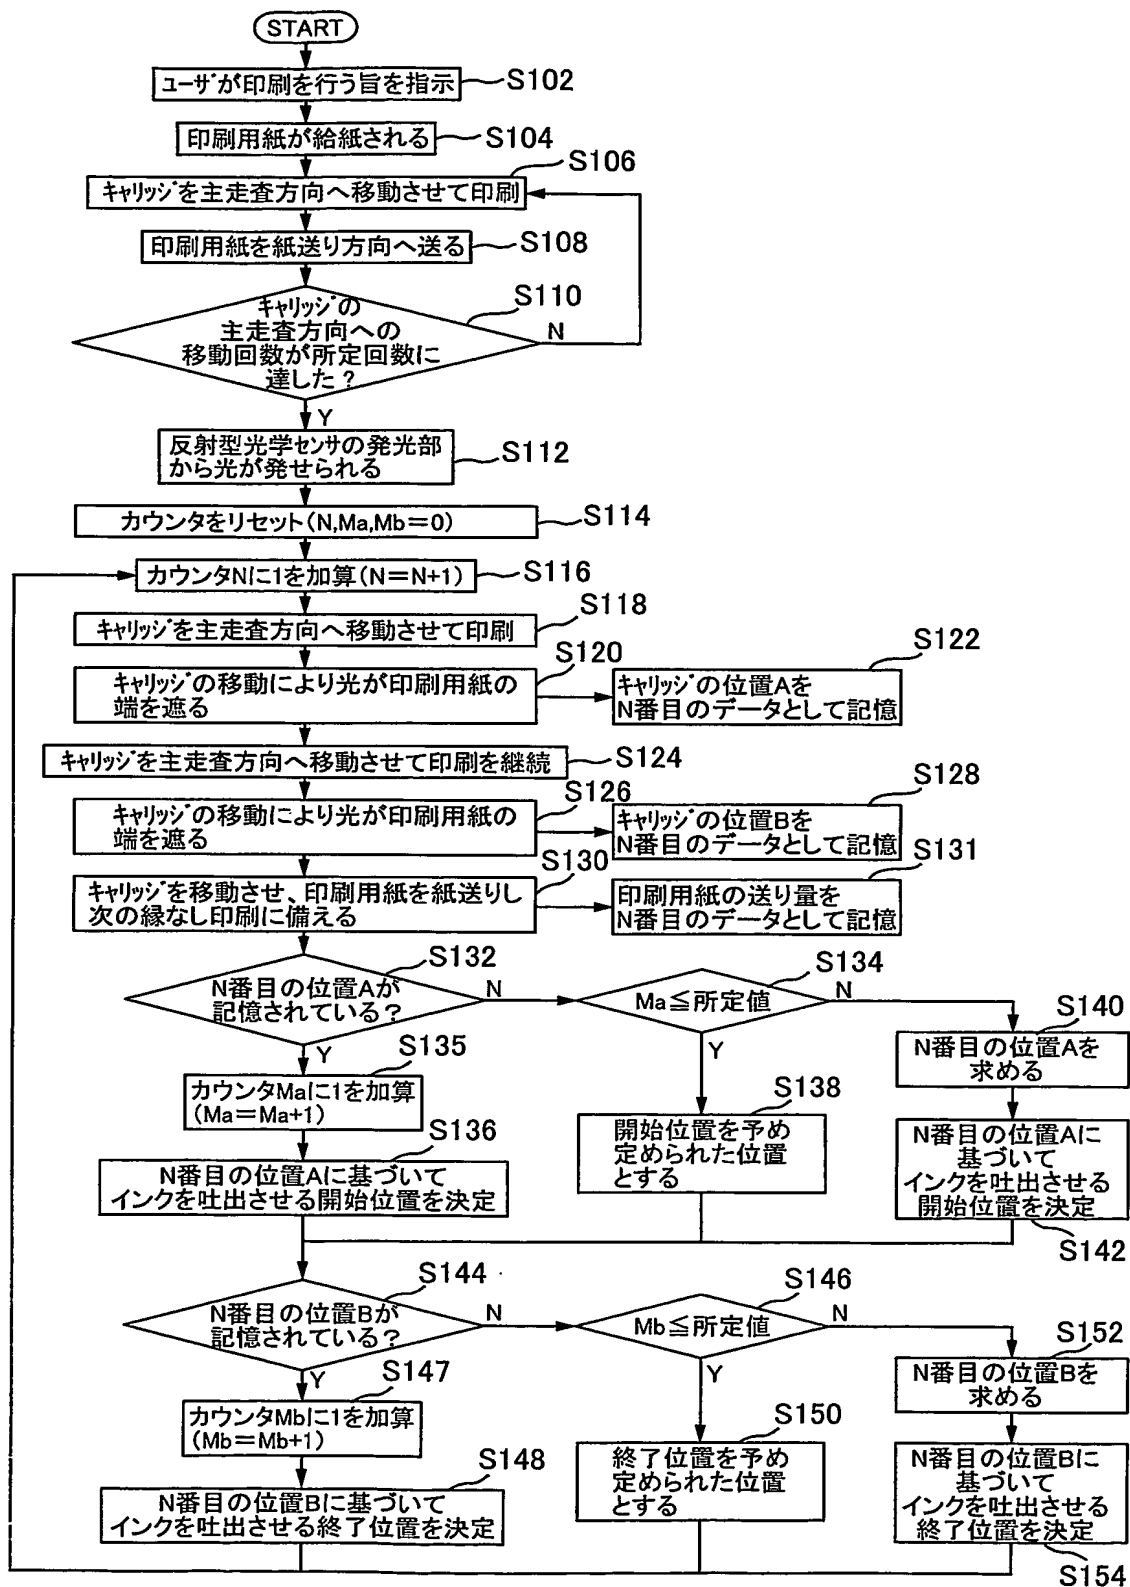 START
ユーザが印刷を行う旨を指示
S102
印刷用紙が給紙される
S104
S106
キャリッジを主走査方向へ移動させて印刷
印刷用紙を紙送り方向へ送る
S108
S110
キャリッジの
主走査方向への
移動回数が所定回数に
達した?
N
Y
反射型光学センサの発光部
から光が発せられる
S112
カウンタをリセット(N,Ma,Mb=0)
S114
カウンタNに1を加算(N=N+1)
S116
S118
キャリッジを主走査方向へ移動させて印刷
S120
キャリッジの移動により光が印刷用紙の
端を遮る
S122
キャリッジの位置Aを
N番目のデータとして記憶
キャリッジを主走査方向へ移動させて印刷を継続
S124
S126
キャリッジの移動により光が印刷用紙の
端を遮る
S128
キャリッジの位置Bを
N番目のデータとして記憶
S130
キャリッジを移動させ、印刷用紙を紙送りし
次の縁なし印刷に備える
S131
印刷用紙の送り量を
N番目のデータとして記憶
S132
N番目の位置Aが
記憶されている?
N
Y
S134
Ma≦所定値
N
Y
S135
カウンタMaに1を加算
(Ma=Ma+1)
S136
N番目の位置Aに基づいて
インクを吐出させる開始位置を決定
S138
開始位置を予め
定められた位置
とする
S140
N番目の位置Aを
求める
N番目の位置Aに
基づいて
インクを吐出させる
開始位置を決定
S142
S144
N番目の位置Bが
記憶されている?
N
Y
S146
Mb≦所定値
N
Y
S147
カウンタMbに1を加算
(Mb=Mb+1)
S148
N番目の位置Bに基づいて
インクを吐出させる終了位置を決定
S150
終了位置を予め
定められた位置
とする
S152
N番目の位置Bを
求める
N番目の位置Bに
基づいて
インクを吐出させる
終了位置を決定
S154